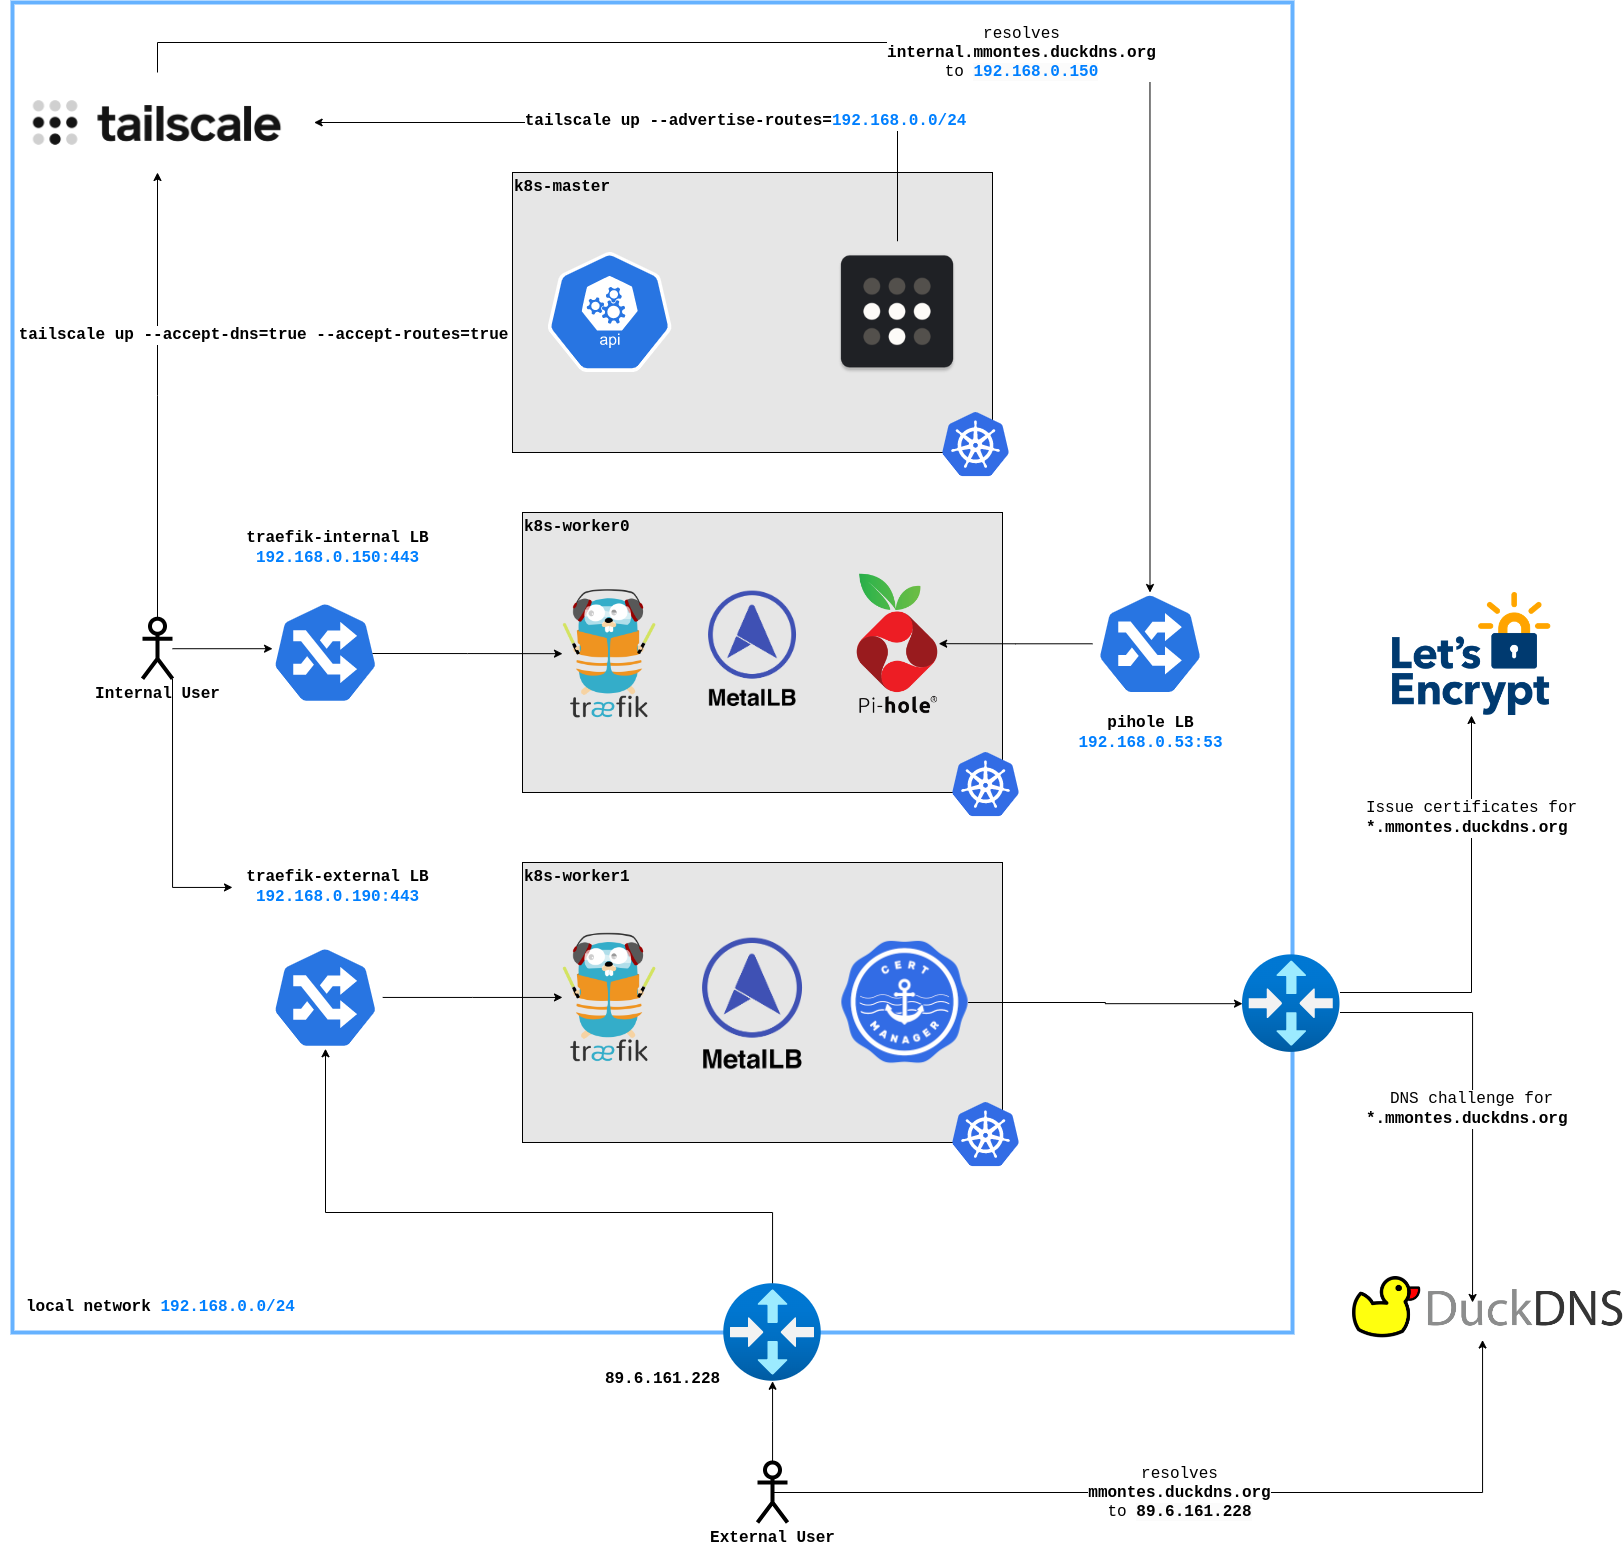 resolves
internal.mmontes.duckdns.org
to 192.168.0.150
tailscale
tailscale up --advertise-routes=192.168.0.0/24
k8s-master
api
tailscale up --accept-dns=true --accept-routes=true
traefik-internal LB
192.168.0.150:443
k8s-worker0
træfik
MetalLB
Pi-hole®
Internal User
pihole LB
192.168.0.53:53
Let's
Encrypt
Issue certificates for
*.mmontes.duckdns.org
traefik-external LB
192.168.0.190:443
k8s-worker1
træfik
MetalLB
CERT
MANAGER
DNS challenge for
*.mmontes.duckdns.org
local network 192.168.0.0/24
DuckDNS
89.6.161.228
resolves
mmontes.duckdns.org
to 89.6.161.228
External User